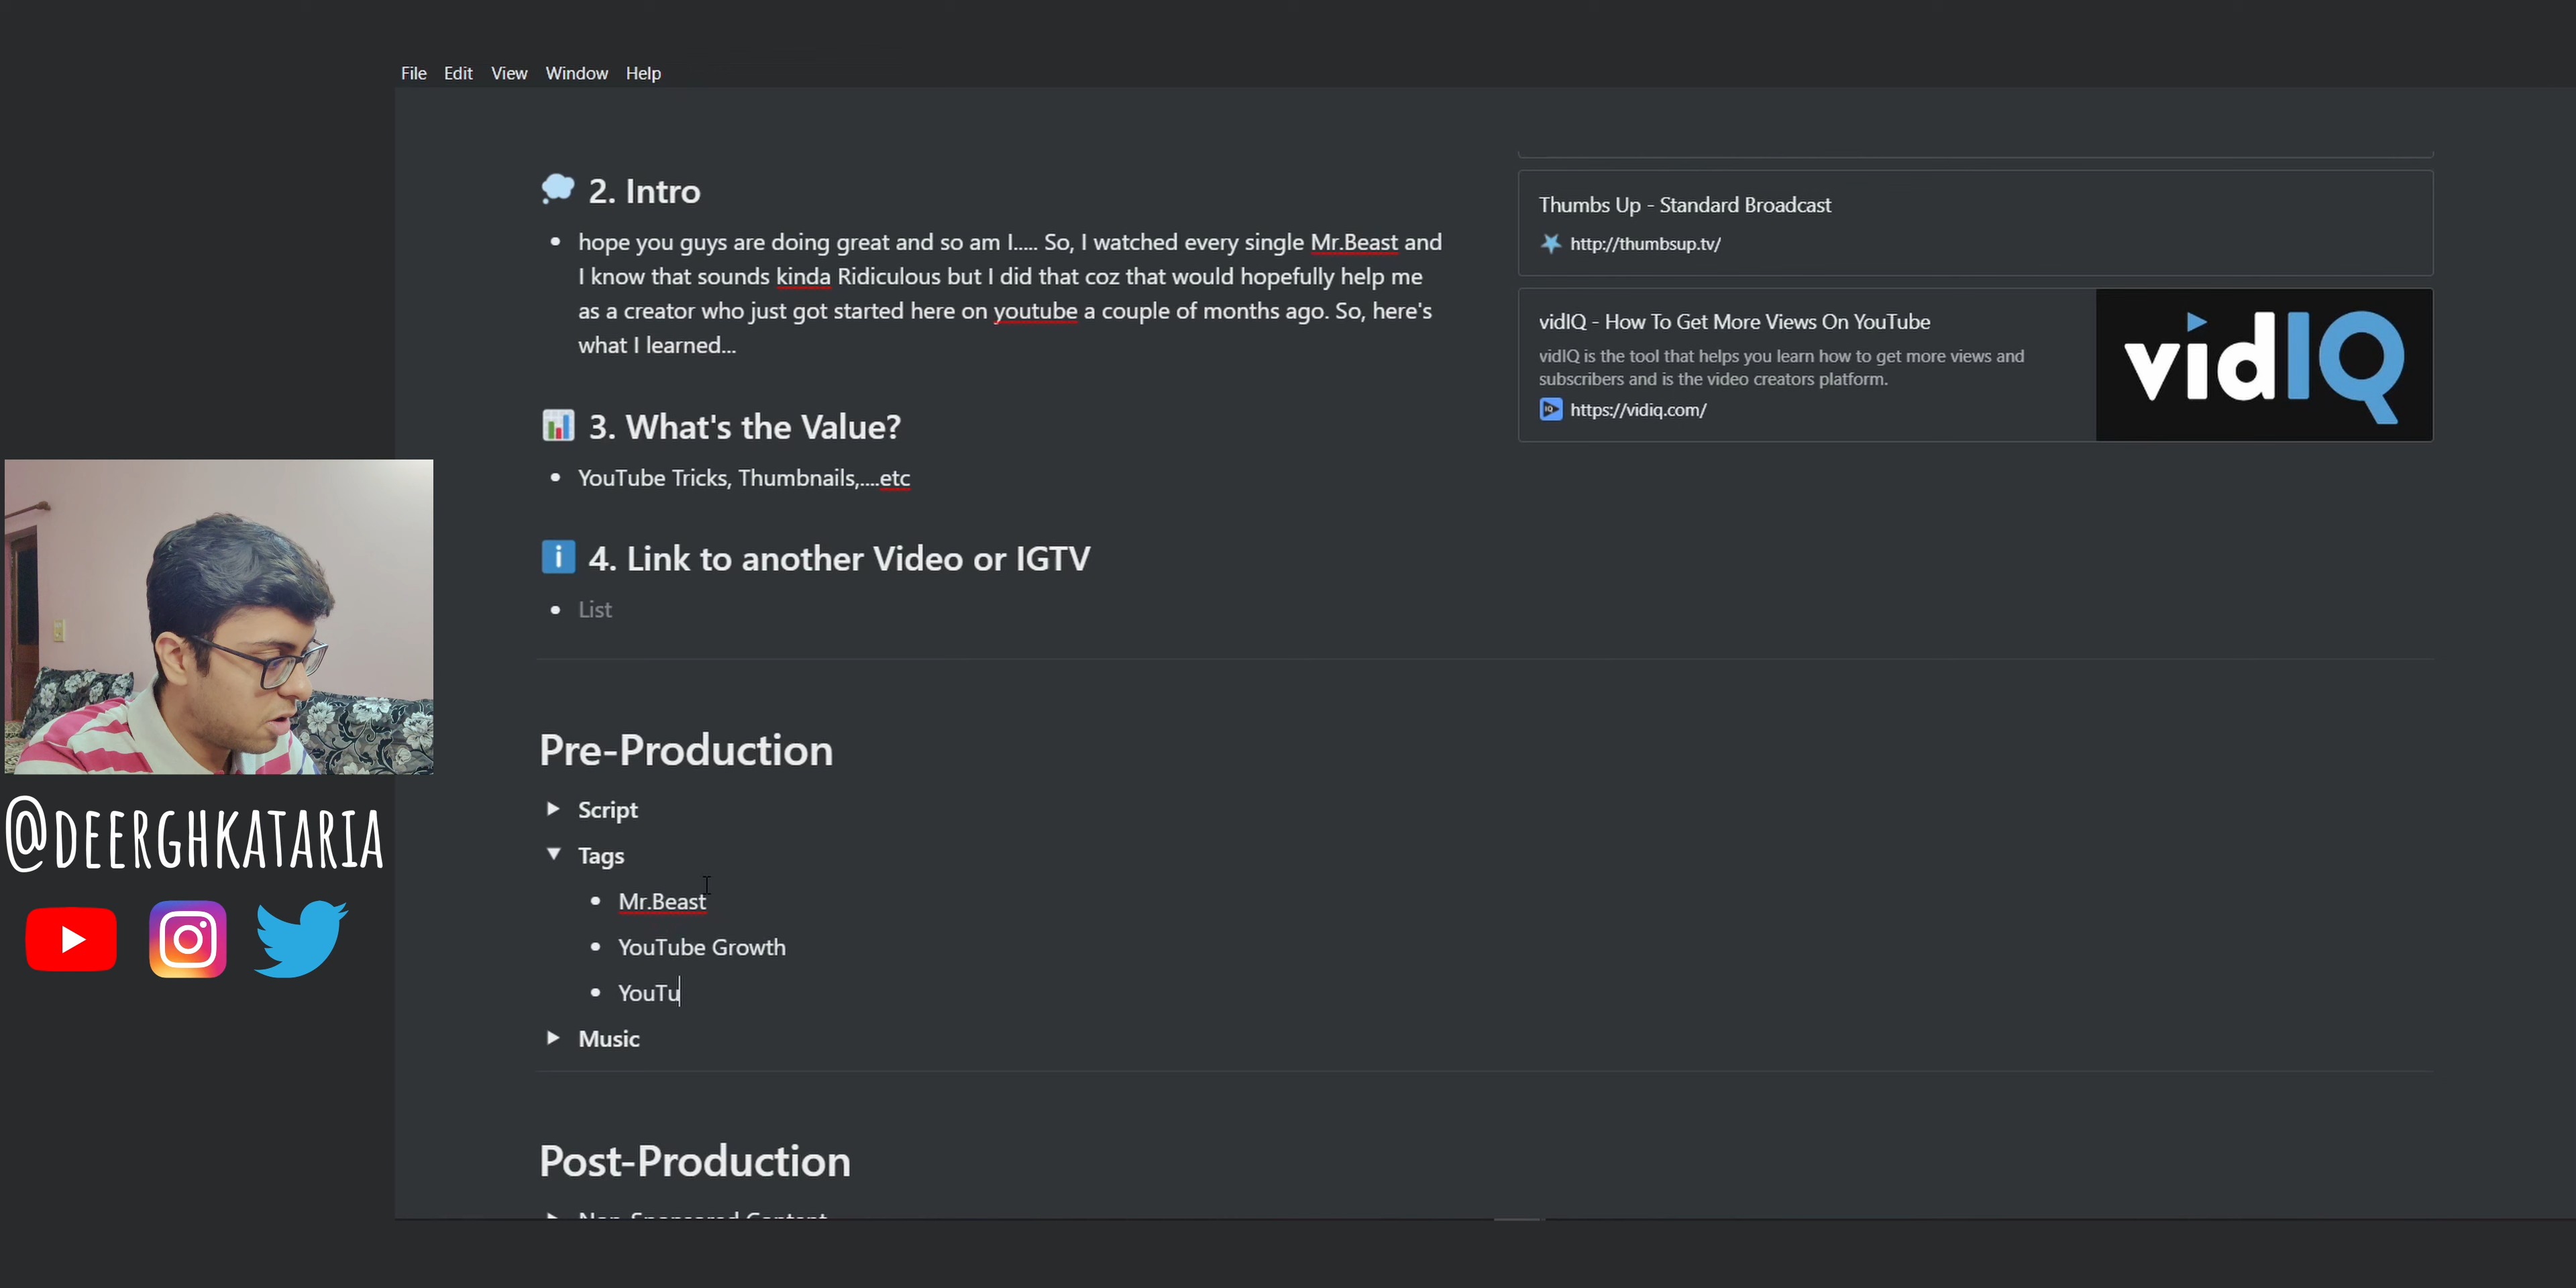 File Edit View Window Help
2. Intro
hope you guys are doing great and so am I..... So, I watched every single Mr.Beast and
I know that sounds kinda Ridiculous but I did that coz that would hopefully help me
as a creator who just got started here on youtube a couple of months ago. So, here's
what I learned...
3. What's the Value?
YouTube Tricks, Thumbnails,....etc
4. Link to another Video or IGTV
List
Thumbs Up - Standard Broadcast
http://thumbsup.tv/
vidIQ - How To Get More Views On YouTube
vidIQ is the tool that helps you learn how to get more views and
subscribers and is the video creators platform.
https://vidiq.com/
vidIQ
Pre-Production
Script
Tags
Mr.Beast
YouTube Growth
YouTu
Music
Post-Production
Non-Sponsored Content
@DEERGHKATARIA